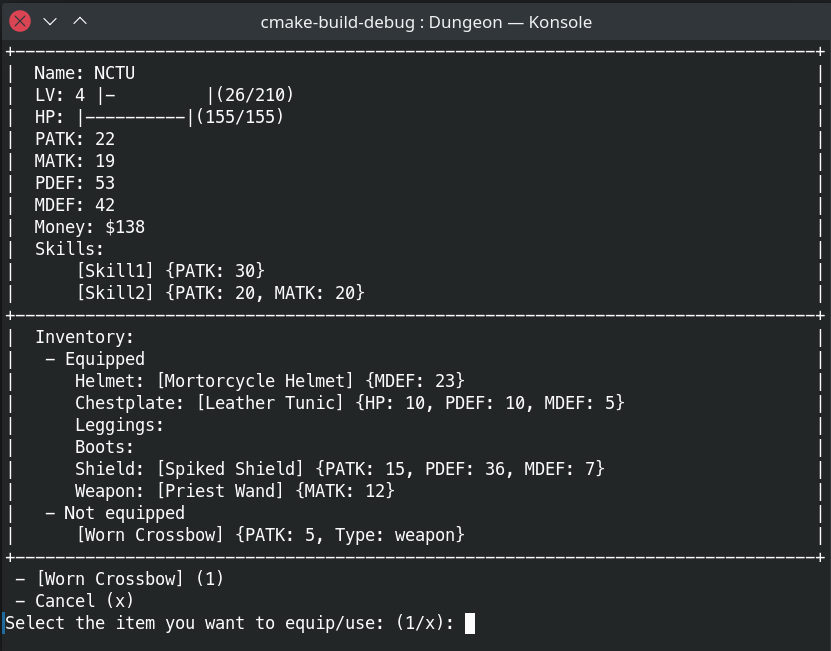 cmake-build-debug : Dungeon — Konsole
+--------------------------------------------------------------------------------+
|  Name: NCTU                                                                    |
|  LV: 4 |-         |(26/210)                                                    |
|  HP: |----------|(155/155)                                                     |
|  PATK: 22                                                                      |
|  MATK: 19                                                                      |
|  PDEF: 53                                                                      |
|  MDEF: 42                                                                      |
|  Money: $138                                                                   |
|  Skills:                                                                       |
|      [Skill1] {PATK: 30}                                                       |
|      [Skill2] {PATK: 20, MATK: 20}                                             |
+--------------------------------------------------------------------------------+
|  Inventory:                                                                    |
|   - Equipped                                                                   |
|      Helmet: [Mortorcycle Helmet] {MDEF: 23}                                   |
|      Chestplate: [Leather Tunic] {HP: 10, PDEF: 10, MDEF: 5}                   |
|      Leggings:                                                                 |
|      Boots:                                                                    |
|      Shield: [Spiked Shield] {PATK: 15, PDEF: 36, MDEF: 7}                     |
|      Weapon: [Priest Wand] {MATK: 12}                                          |
|   - Not equipped                                                               |
|      [Worn Crossbow] {PATK: 5, Type: weapon}                                   |
+--------------------------------------------------------------------------------+
 - [Worn Crossbow] (1)
 - Cancel (x)
Select the item you want to equip/use: (1/x):